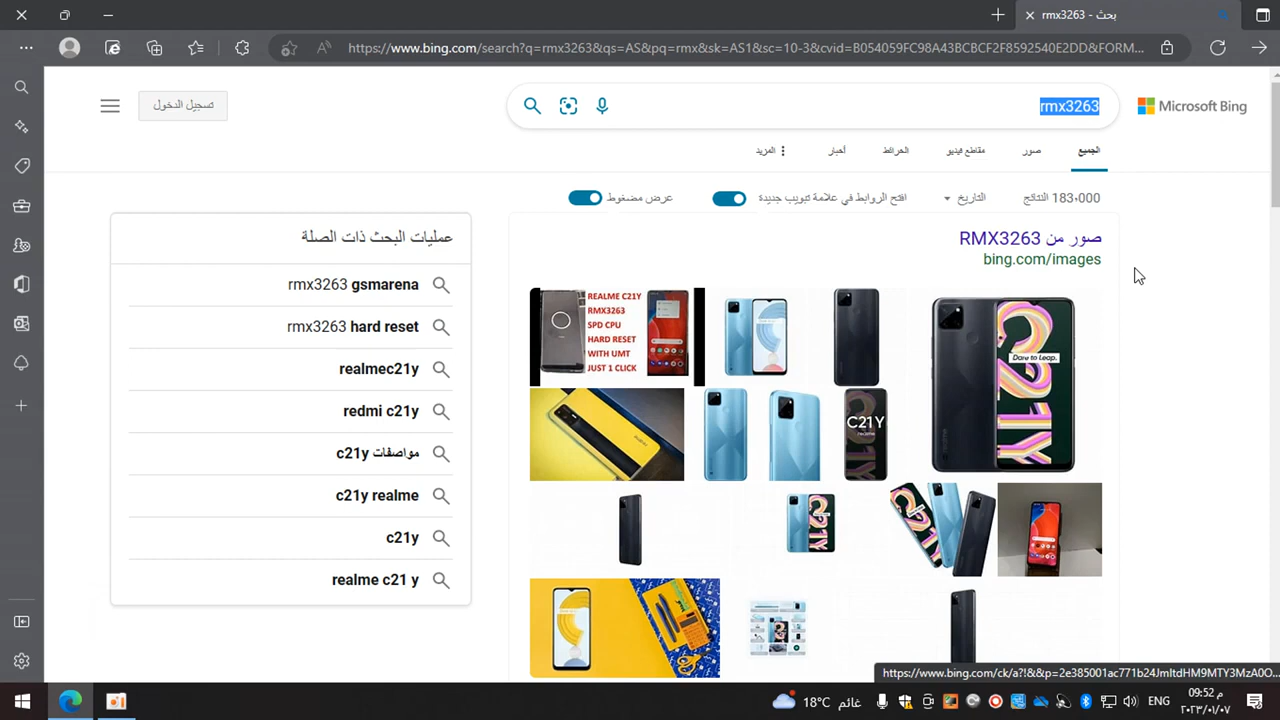 بحث - rmx3263
https://www.bing.com/search?q=rmx3263&qs=AS&pq=rmx&sk=AS1&sc=10-3&cvid=B054059FC98A43BCBCF2F8592540E2DD&FORM...
Microsoft Bing
rmx3263
تسجيل الدخول
الجميع
صور
مقاطع فيديو
الخرائط
أخبار
المزيد
183٬000 النتائج
التاريخ
افتح الروابط في علامة تبويب جديدة
عرض مضغوط
صور من RMX3263
bing.com/images
REALME C21Y
RMX3263
SPD CPU
HARD RESET
WITH UMT
JUST 1 CLICK
Dare to Leap.
C21Y
realme
عمليات البحث ذات الصلة
rmx3263 gsmarena
rmx3263 hard reset
realmec21y
redmi c21y
مواصفات c21y
c21y realme
c21y
realme c21 y
https://www.bing.com/ck/a?!&&p=2e385001ac771b24JmltdHM9MTY3MzA0O...
18°C غائم
ENG
09:52 م
٢٠٢٣/٠١/٠٧